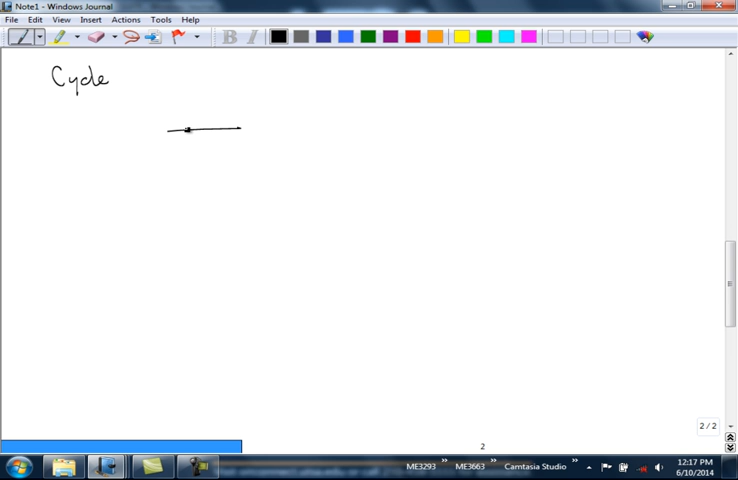 Note1 - Windows Journal
File Edit View Insert Actions Tools Help
B I
Cycle
2 / 2
2
ME3293 » ME3663 » Camtasia Studio »
12:17 PM
6/10/2014